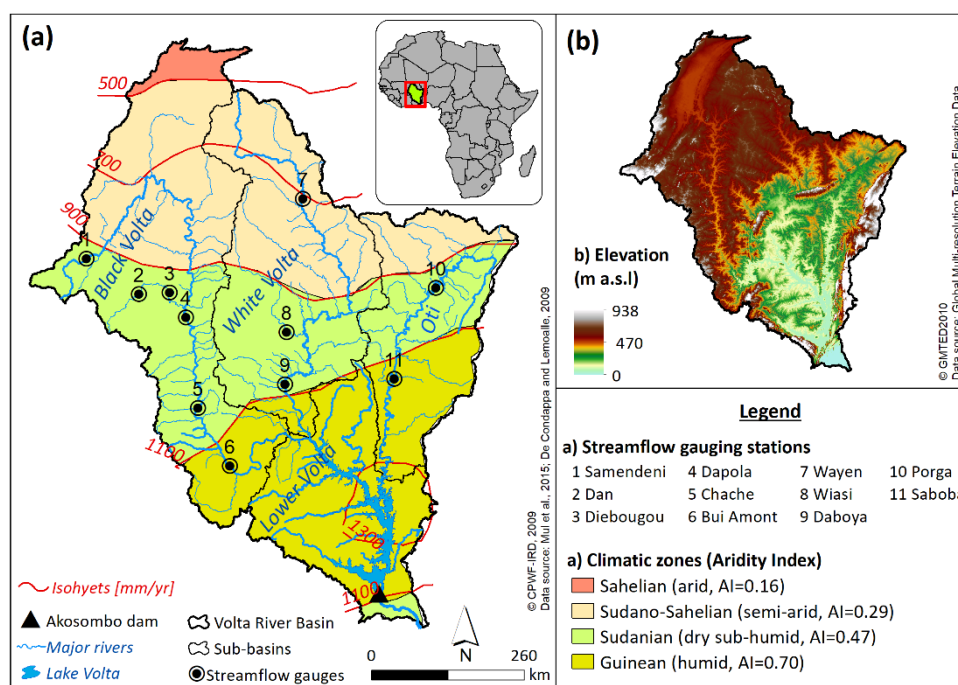 (a)
500
700
900
7
1
Black Volta
2
3
4
White Volta
8
10
Oti
9
11
5
1100
6
Lower Volta
1300
1100
Isohyets [mm/yr]
Akosombo dam
Major rivers
Lake Volta
Volta River Basin
Sub-basins
Streamflow gauges
N
0 260
km
© CPWF-IRD, 2009
Data source: Mul et al., 2015; De Condappa and Lemoalle, 2009
(b)
b) Elevation
(m a.s.l)
938
470
0
© GMTED2010
Data source: Global Multi-resolution Terrain Elevation Data
Legend
a) Streamflow gauging stations
1 Samendeni 4 Dapola 7 Wayen 10 Porga
2 Dan 5 Chache 8 Wiasi 11 Saboba
3 Diebougou 6 Bui Amont 9 Daboya
a) Climatic zones (Aridity Index)
Sahelian (arid, AI=0.16)
Sudano-Sahelian (semi-arid, AI=0.29)
Sudanian (dry sub-humid, AI=0.47)
Guinean (humid, AI=0.70)